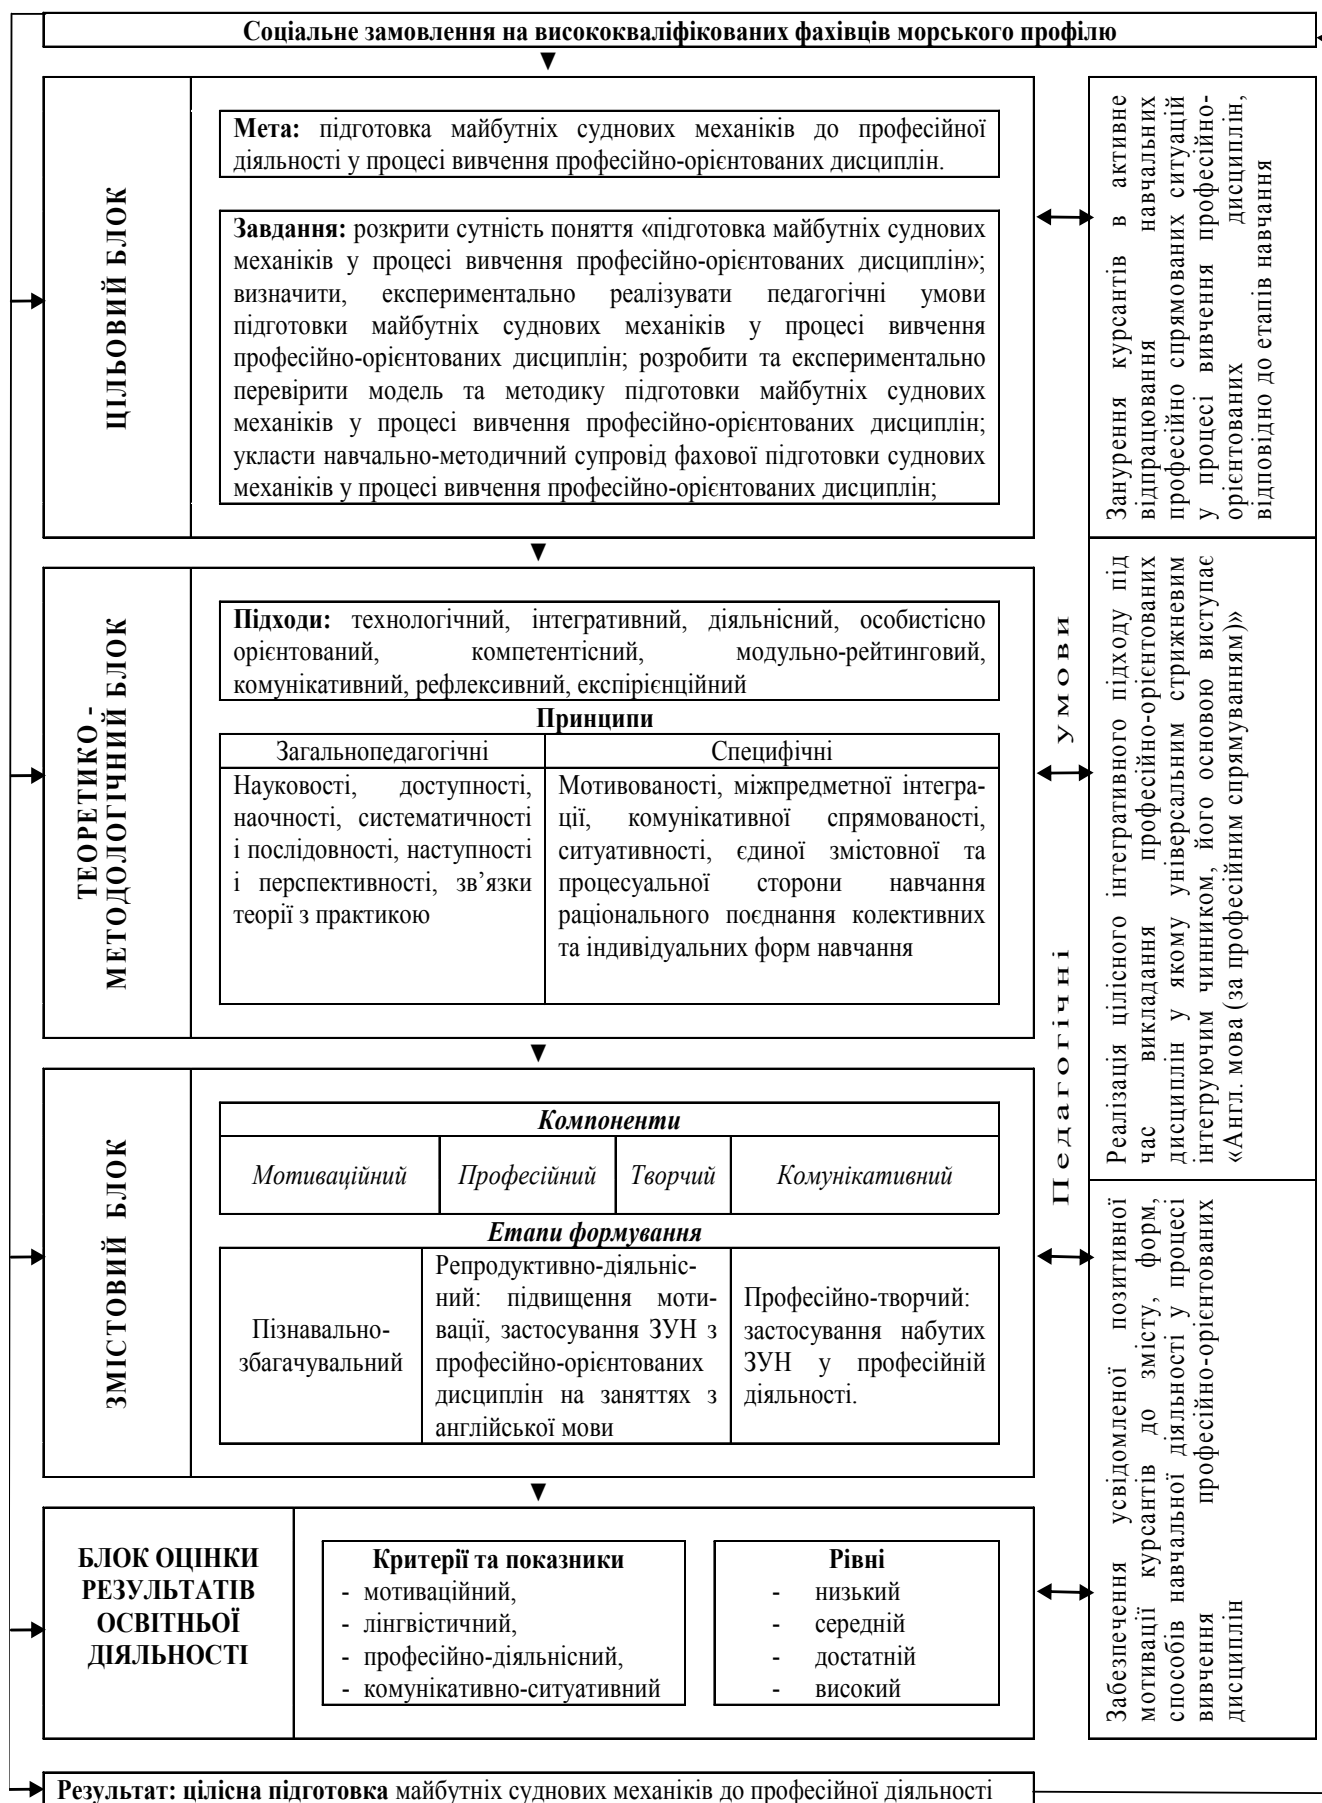 Соціальне замовлення на висококваліфікованих фахівців морського профілю
ЦІЛЬОВИЙ БЛОК
Мета: підготовка майбутніх суднових механіків до професійної
діяльності у процесі вивчення професійно-орієнтованих дисциплін.
Завдання: розкрити сутність поняття «підготовка майбутніх суднових
механіків у процесі вивчення професійно-орієнтованих дисциплін»;
визначити, експериментально реалізувати педагогічні умови
підготовки майбутніх суднових механіків у процесі вивчення
професійно-орієнтованих дисциплін; розробити та експериментально
перевірити модель та методику підготовки майбутніх суднових
механіків у процесі вивчення професійно-орієнтованих дисциплін;
укласти навчально-методичний супровід фахової підготовки суднових
механіків у процесі вивчення професійно-орієнтованих дисциплін;
ТЕОРЕТИКО -
МЕТОДОЛОГІЧНИЙ БЛОК
Підходи: технологічний, інтегративний, діяльнісний, особистісно
орієнтований, компетентісний, модульно-рейтинговий,
комунікативний, рефлексивний, експірієнційний
Принципи
Загальнопедагогічні
Науковості, доступності,
наочності, систематичності
і послідовності, наступності
і перспективності, зв’язки
теорії з практикою
Специфічні
Мотивованості, міжпредметної інтегра-
ції, комунікативної спрямованості,
ситуативності, єдиної змістовної та
процесуальної сторони навчання
раціонального поєднання колективних
та індивідуальних форм навчання
ЗМІСТОВИЙ БЛОК
Компоненти
Мотиваційний
Професійний
Творчий
Комунікативний
Етапи формування
Пізнавально-
збагачувальний
Репродуктивно-діяльніс-
ний: підвищення моти-
вації, застосування ЗУН з
професійно-орієнтованих
дисциплін на заняттях з
англійської мови
Професійно-творчий:
застосування набутих
ЗУН у професійній
діяльності.
БЛОК ОЦІНКИ
РЕЗУЛЬТАТІВ
ОСВІТНЬОЇ
ДІЯЛЬНОСТІ
Критерії та показники
- мотиваційний,
- лінгвістичний,
- професійно-діяльнісний,
- комунікативно-ситуативний
Рівні
- низький
- середній
- достатній
- високий
Педагогічні умови
Занурення курсантів в активне
відпрацювання навчальних
професійно спрямованих ситуацій
у процесі вивчення професійно-
орієнтованих дисциплін,
відповідно до етапів навчання
Реалізація цілісного інтегративного підходу під
час викладання професійно-орієнтованих
дисциплін у якому універсальним стрижневим
інтегруючим чинником, його основою виступає
«Англ. мова (за професійним спрямуванням)»
Забезпечення усвідомленої позитивної
мотивації курсантів до змісту, форм,
способів навчальної діяльності у процесі
вивчення професійно-орієнтованих
дисциплін
Результат: цілісна підготовка майбутніх суднових механіків до професійної діяльності